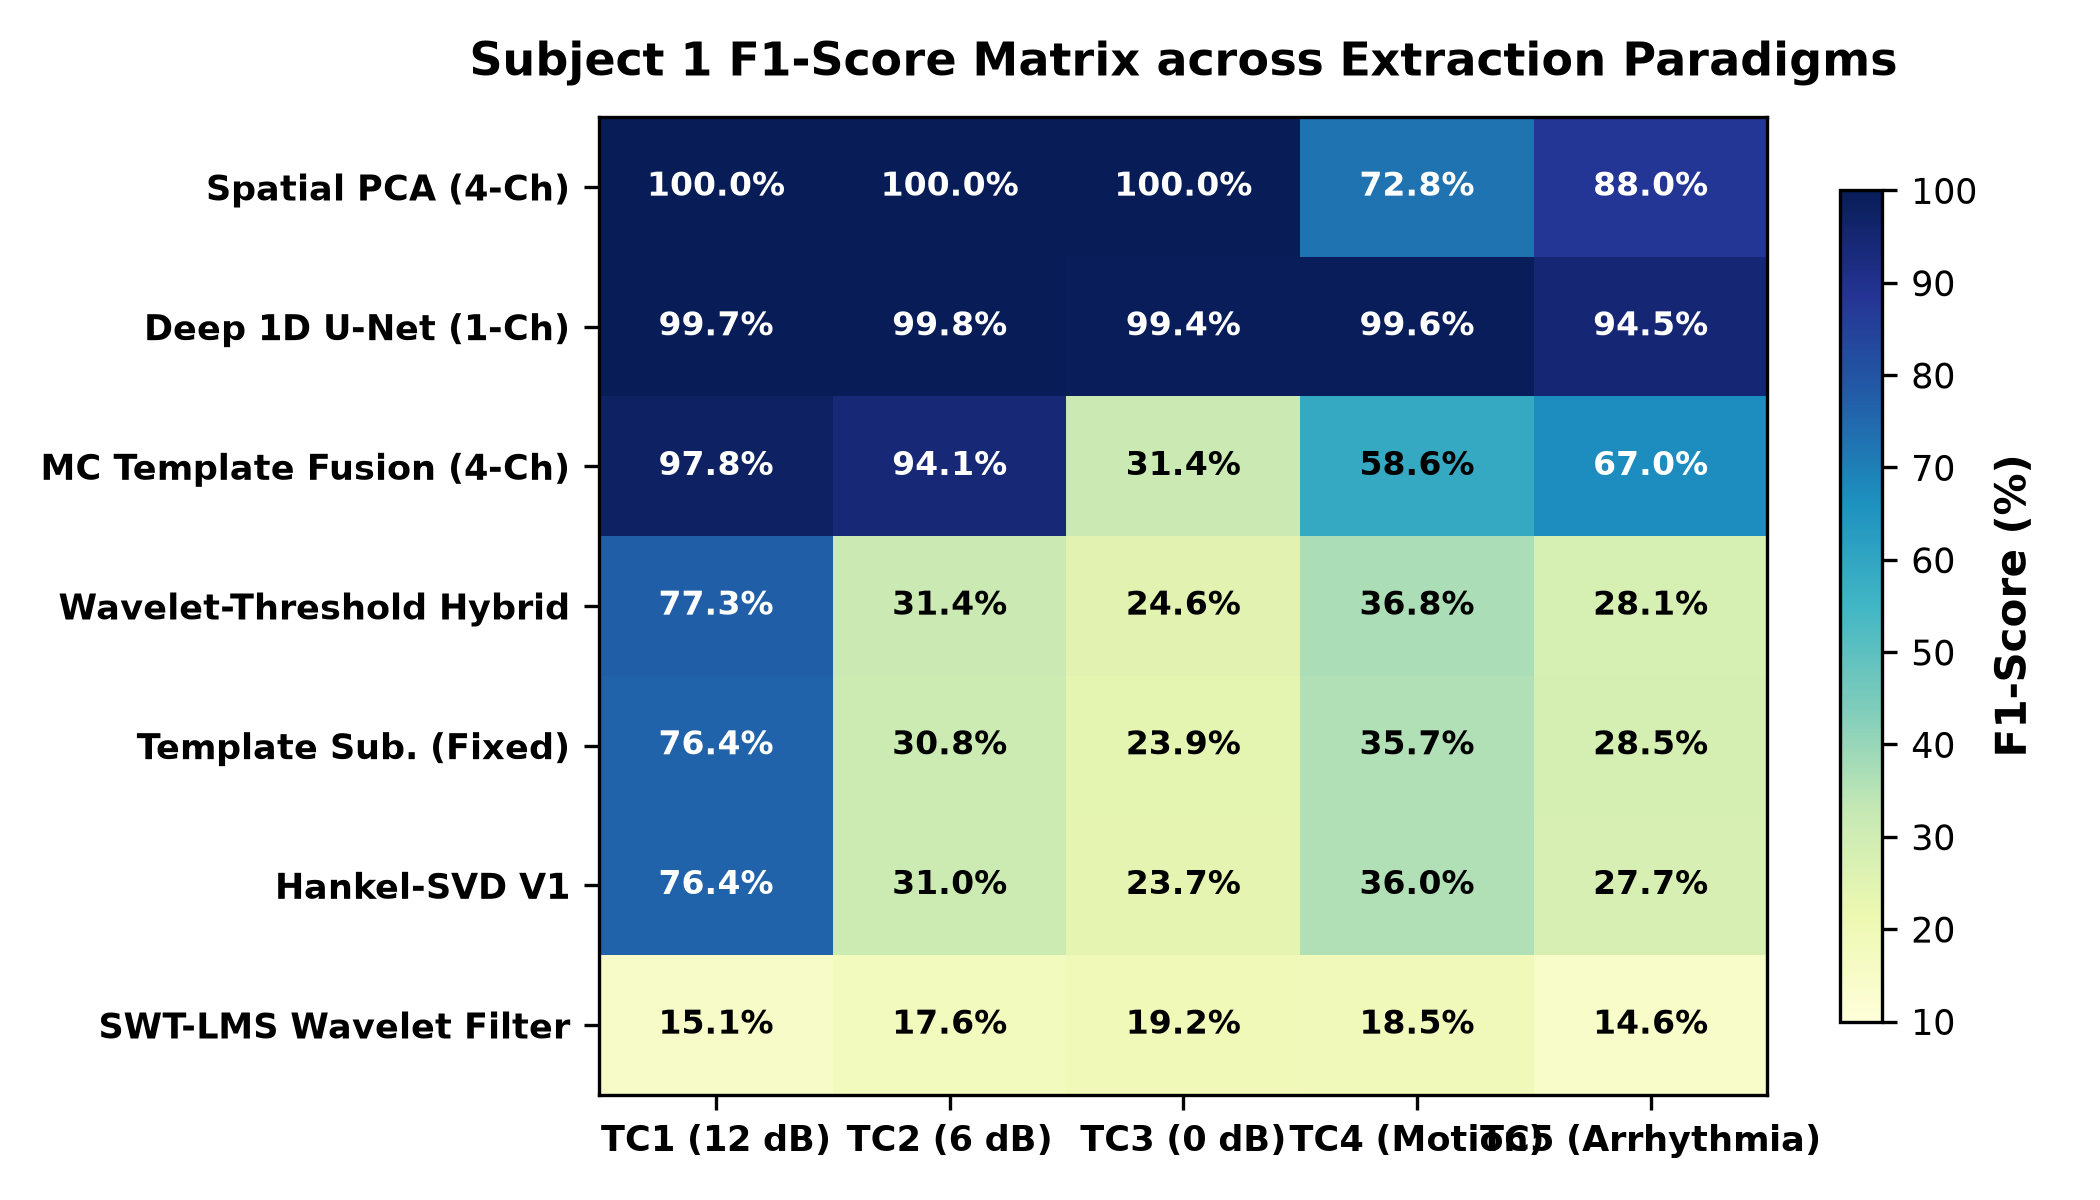 Subject 1 F1-Score Matrix across Extraction Paradigms
Spatial PCA (4-Ch) 100.0% 100.0% 100.0% 72.8% 88.0%
Deep 1D U-Net (1-Ch) 99.7% 99.8% 99.4% 99.6% 94.5%
MC Template Fusion (4-Ch) 97.8% 94.1% 31.4% 58.6% 67.0%
Wavelet-Threshold Hybrid 77.3% 31.4% 24.6% 36.8% 28.1%
Template Sub. (Fixed) 76.4% 30.8% 23.9% 35.7% 28.5%
Hankel-SVD V1 76.4% 31.0% 23.7% 36.0% 27.7%
SWT-LMS Wavelet Filter 15.1% 17.6% 19.2% 18.5% 14.6%
TC1 (12 dB) TC2 (6 dB) TC3 (0 dB) TC4 (Motion) TC5 (Arrhythmia)
100
90
80
70
60
50
40
30
20
10
F1-Score (%)